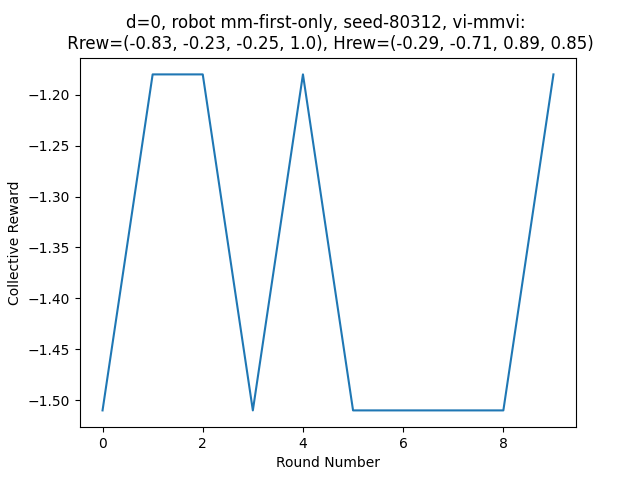 d=0, robot mm-first-only, seed-80312, vi-mmvi:
Rrew=(-0.83, -0.23, -0.25, 1.0), Hrew=(-0.29, -0.71, 0.89, 0.85)
Collective Reward
−1.20
−1.25
−1.30
−1.35
−1.40
−1.45
−1.50
0 2 4 6 8
Round Number